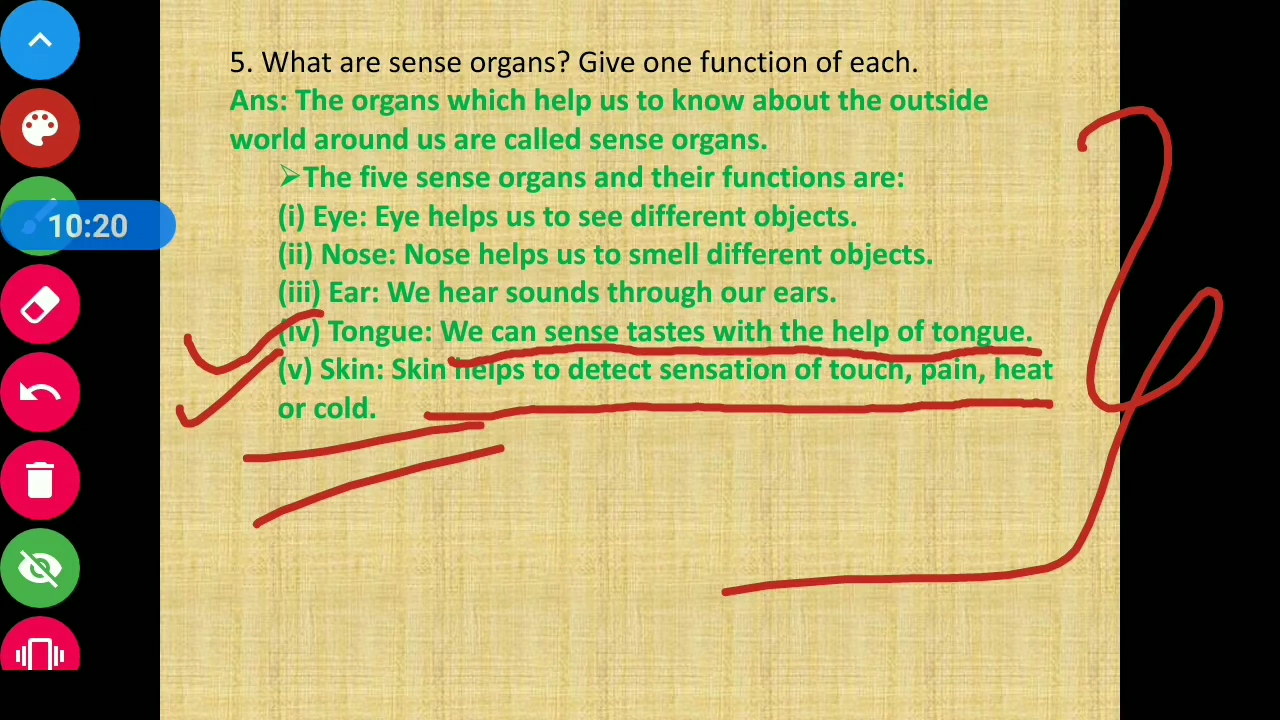 5. What are sense organs? Give one function of each.
Ans: The organs which help us to know about the outside
world around us are called sense organs.
➢The five sense organs and their functions are:
(i) Eye: Eye helps us to see different objects.
(ii) Nose: Nose helps us to smell different objects.
(iii) Ear: We hear sounds through our ears.
(iv) Tongue: We can sense tastes with the help of tongue.
(v) Skin: Skin helps to detect sensation of touch, pain, heat
or cold.
10:20